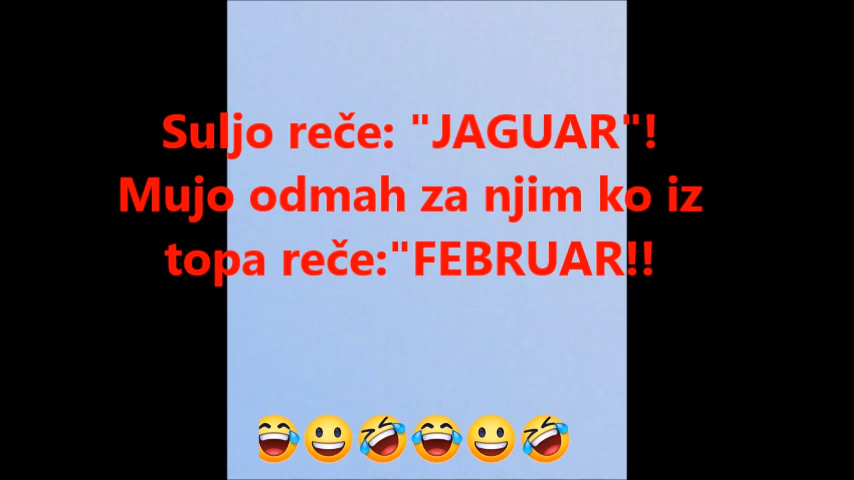 Suljo reče: "JAGUAR"!
Mujo odmah za njim ko iz
topa reče:"FEBRUAR!!